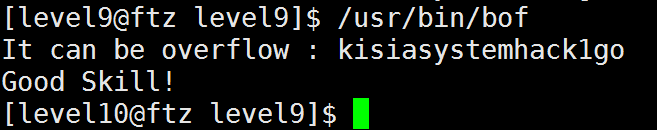 [level9@ftz level9]$ /usr/bin/bof
It can be overflow : kisiasystemhack1go
Good Skill!
[level10@ftz level9]$